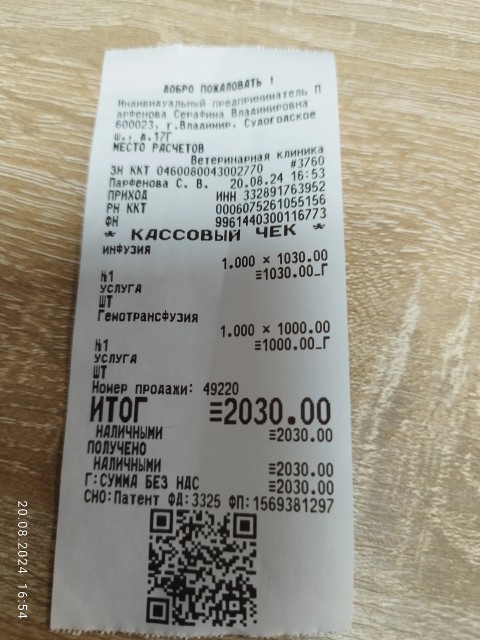 ДОБРО ПОЖАЛОВАТЬ !
Индивидуальный предприниматель П
арфенова Серафина Владимировна
600023, г.Владимир, Судогодское
ш., д.17Г
МЕСТО РАСЧЕТОВ
Ветеринарная клиника
ЗН ККТ 0460080043002770 #3760
Парфенова С. В. 20.08.24 16:53
ПРИХОД ИНН 332891763952
РН ККТ 0006075261055156
ФН 9961440300116773
* КАССОВЫЙ ЧЕК *
ИНФУЗИЯ
1.000 × 1030.00
№1 ≡1030.00_Г
УСЛУГА
ШТ
Гемотрансфузия
1.000 × 1000.00
№1 ≡1000.00_Г
УСЛУГА
ШТ
Номер продажи: 49220
ИТОГ ≡2030.00
НАЛИЧНЫМИ ≡2030.00
ПОЛУЧЕНО
НАЛИЧНЫМИ ≡2030.00
Г:СУММА БЕЗ НДС ≡2030.00
СНО:Патент ФД:3325 ФП:1569381297
20.08.2024 16:54